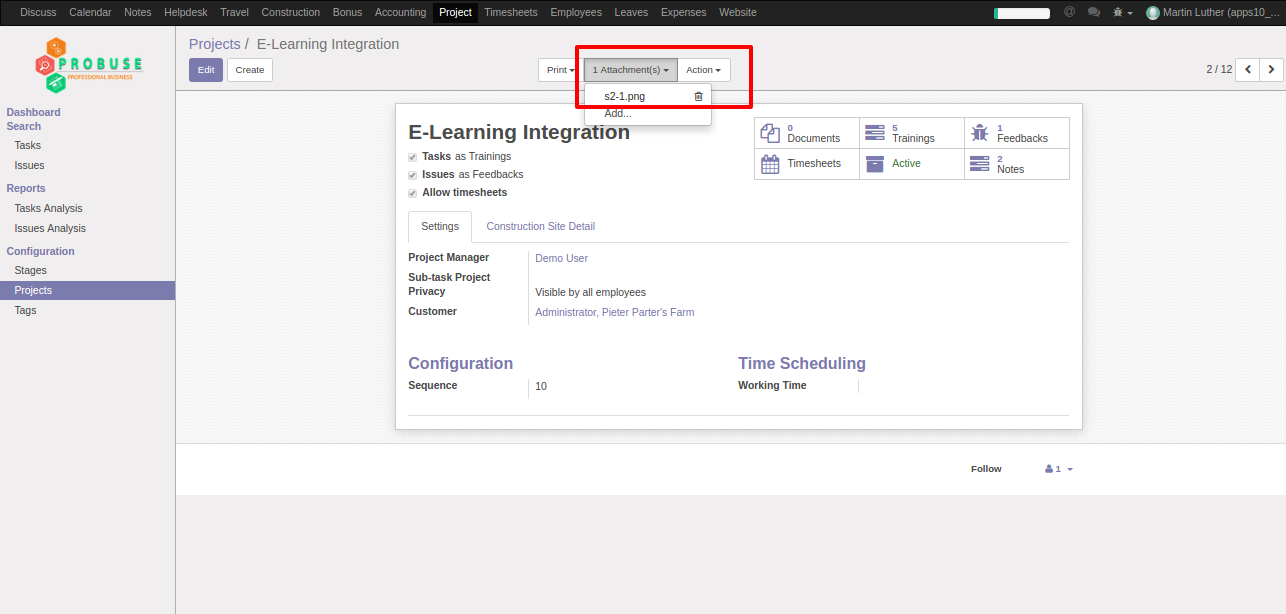 Discuss Calendar Notes Helpdesk Travel Construction Bonus Accounting Project Timesheets Employees Leaves Expenses Website @ Martin Luther (apps10_...
PROBUSE
PROFESSIONAL BUSINESS
Projects / E-Learning Integration
Edit Create Print 1 Attachment(s) Action 2 / 12
s2-1.png
Add...
Dashboard
Search
Tasks
Issues
Reports
Tasks Analysis
Issues Analysis
Configuration
Stages
Projects
Tags
E-Learning Integration
Tasks as Trainings
Issues as Feedbacks
Allow timesheets
0 Documents
5 Trainings
1 Feedbacks
Timesheets
Active
2 Notes
Settings Construction Site Detail
Project Manager Demo User
Sub-task Project
Privacy Visible by all employees
Customer Administrator, Pieter Parter's Farm
Configuration Time Scheduling
Sequence 10 Working Time
Follow 1